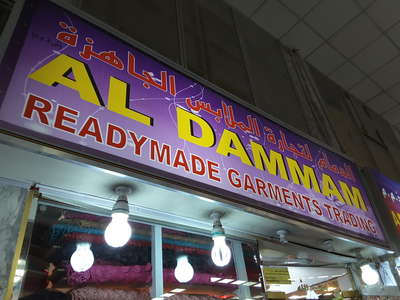 الدمام لتجارة الملابس الجاهزة
AL DAMMAM
READYMADE GARMENTS TRADING